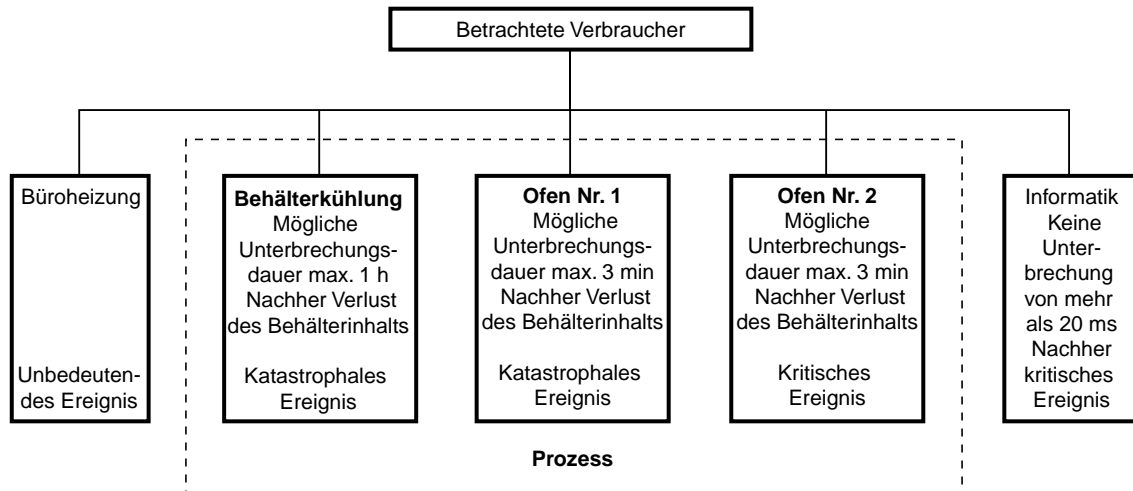 Betrachtete Verbraucher
Büroheizung
Unbedeuten-
des Ereignis
Behälterkühlung
Mögliche
Unterbrechungs-
dauer max. 1 h
Nachher Verlust
des Behälterinhalts
Katastrophales
Ereignis
Ofen Nr. 1
Mögliche
Unterbrechungs-
dauer max. 3 min
Nachher Verlust
des Behälterinhalts
Katastrophales
Ereignis
Ofen Nr. 2
Mögliche
Unterbrechungs-
dauer max. 3 min
Nachher Verlust
des Behälterinhalts
Kritisches
Ereignis
Informatik
Keine
Unter-
brechung
von mehr
als 20 ms
Nachher
kritisches
Ereignis
Prozess